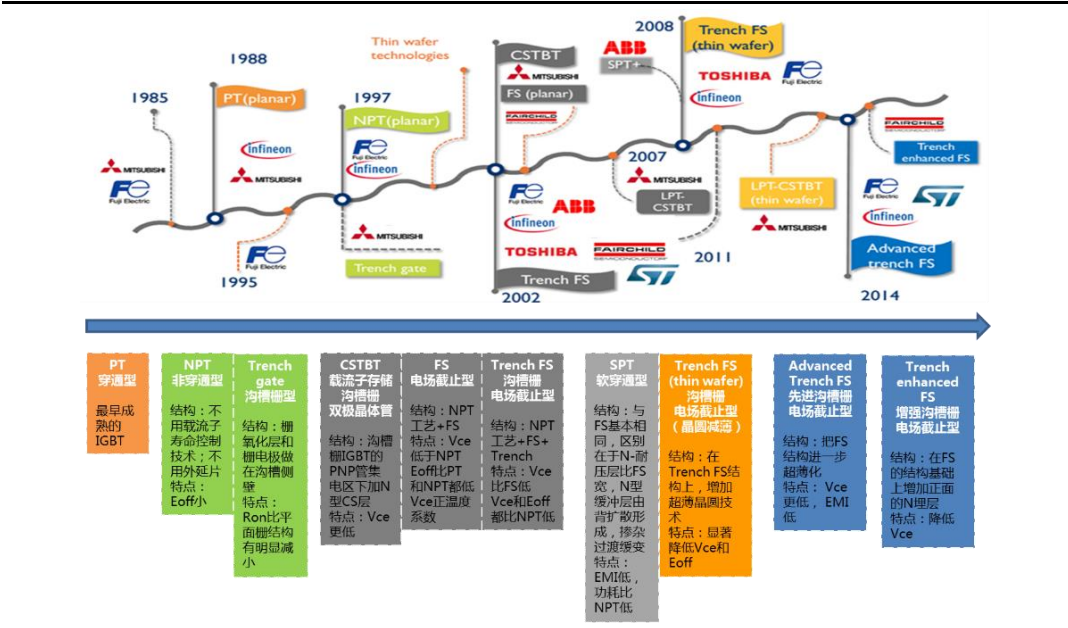 2008
Trench FS
(thin wafer)
ABB
SPT+
TOSHIBA
Fe
Fuji Electric
infineon
Thin wafer
technologies
CSTBT
MITSUBISHI
FS (planar)
FAIRCHILD
SEMICONDUCTOR
1988
PT(planar)
infineon
MITSUBISHI
1985
MITSUBISHI
Fe
Fuji Electric
1997
NPT(planar)
Fe
Fuji Electric
infineon
MITSUBISHI
Trench gate
Fe
Fuji Electric
1995
Fe
Fuji Electric
ABB
infineon
TOSHIBA
FAIRCHILD
SEMICONDUCTOR
ST
Trench FS
2002
2007
MITSUBISHI
LPT-
CSTBT
2011
LPT-CSTBT
(thin wafer)
MITSUBISHI
FAIRCHILD
SEMICONDUCTOR
Trench
enhanced FS
Fe
Fuji Electric
ST
infineon
Advanced
trench FS
2014
PT
穿通型
最早成
熟的
IGBT
NPT
非穿通型
结构：不
用载流子
寿命控制
技术；不
用外延片
特点：
Eoff小
Trench
gate
沟槽栅型
结构：栅
氧化层和
栅电极做
在沟槽侧
壁
特点：
Ron比平
面栅结构
有明显减
小
CSTBT
载流子存储
沟槽栅
双极晶体管
结构：沟槽
栅IGBT的
PNP管集
电区下加N
型CS层
特点：Vce
更低
FS
电场截止型
结构：NPT
工艺+FS
特点：Vce
低于NPT
Eoff比PT
和NPT都低
Vce正温度
系数
Trench FS
沟槽栅
电场截止型
结构：NPT
工艺+FS+
Trench
特点：Vce
比FS低
Vce和Eoff
都比NPT低
SPT
软穿通型
结构：与
FS基本相
同，区别
在于N-耐
压层比FS
宽，N型
缓冲层由
背扩散形
成，掺杂
过渡缓变
特点：
EMI低，
功耗比
NPT低
Trench FS
(thin wafer)
沟槽栅
电场截止型
（晶圆减薄）
结构：在
Trench FS结
构上，增加
超薄晶圆技
术
特点：显著
降低Vce和
Eoff
Advanced
Trench FS
先进沟槽栅
电场截止型
结构：把FS
结构进一步
超薄化
特点： Vce
更低，EMI
低
Trench
enhanced
FS
增强沟槽栅
电场截止型
结构：在FS
的结构基础
上增加正面
的N埋层
特点：降低
Vce